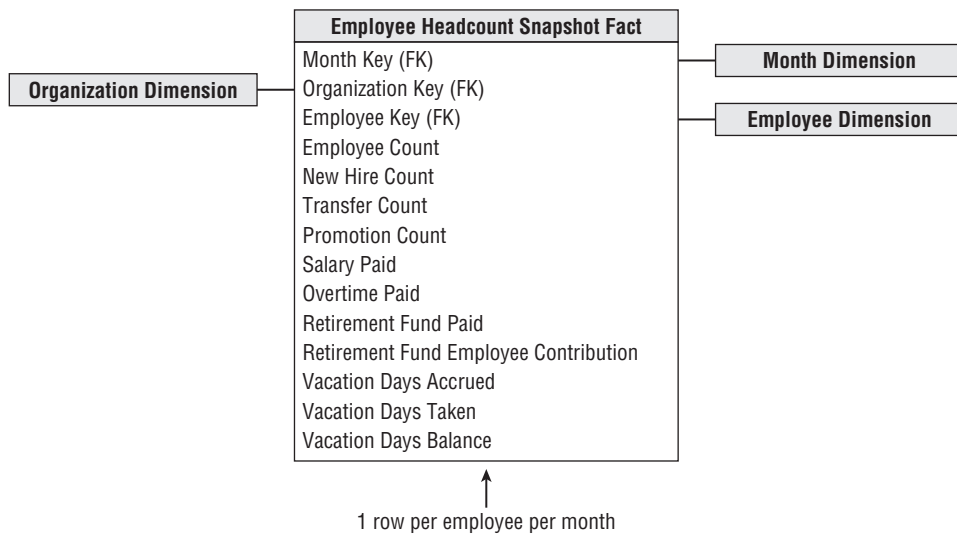 Employee Headcount Snapshot Fact
Month Key (FK)
Month Dimension
Organization Dimension
Organization Key (FK)
Employee Key (FK)
Employee Dimension
Employee Count
New Hire Count
Transfer Count
Promotion Count
Salary Paid
Overtime Paid
Retirement Fund Paid
Retirement Fund Employee Contribution
Vacation Days Accrued
Vacation Days Taken
Vacation Days Balance
1 row per employee per month